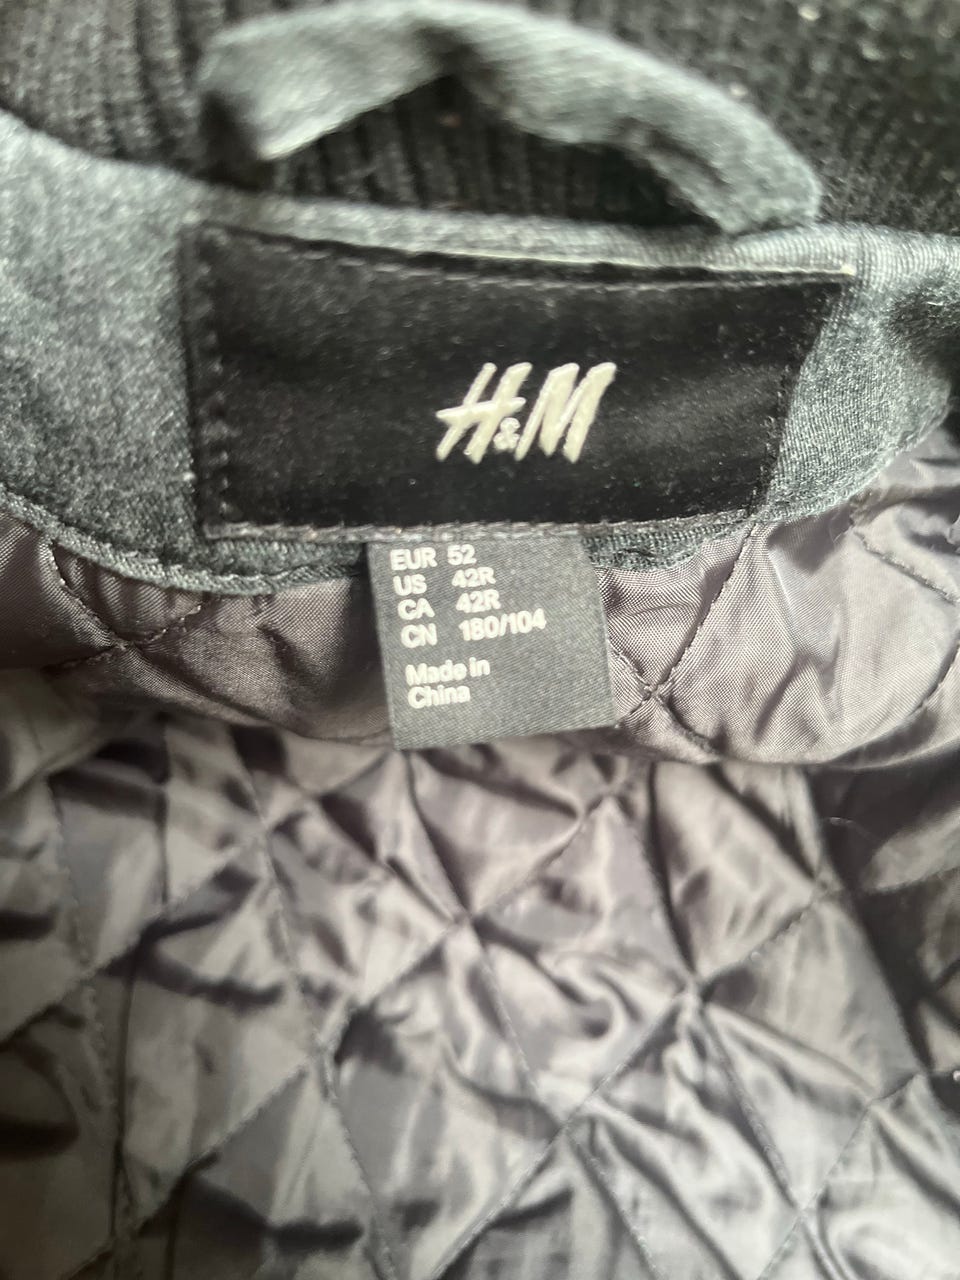 H&M
EUR 52
US 42R
CA 42R
CN 180/104
Made in
China